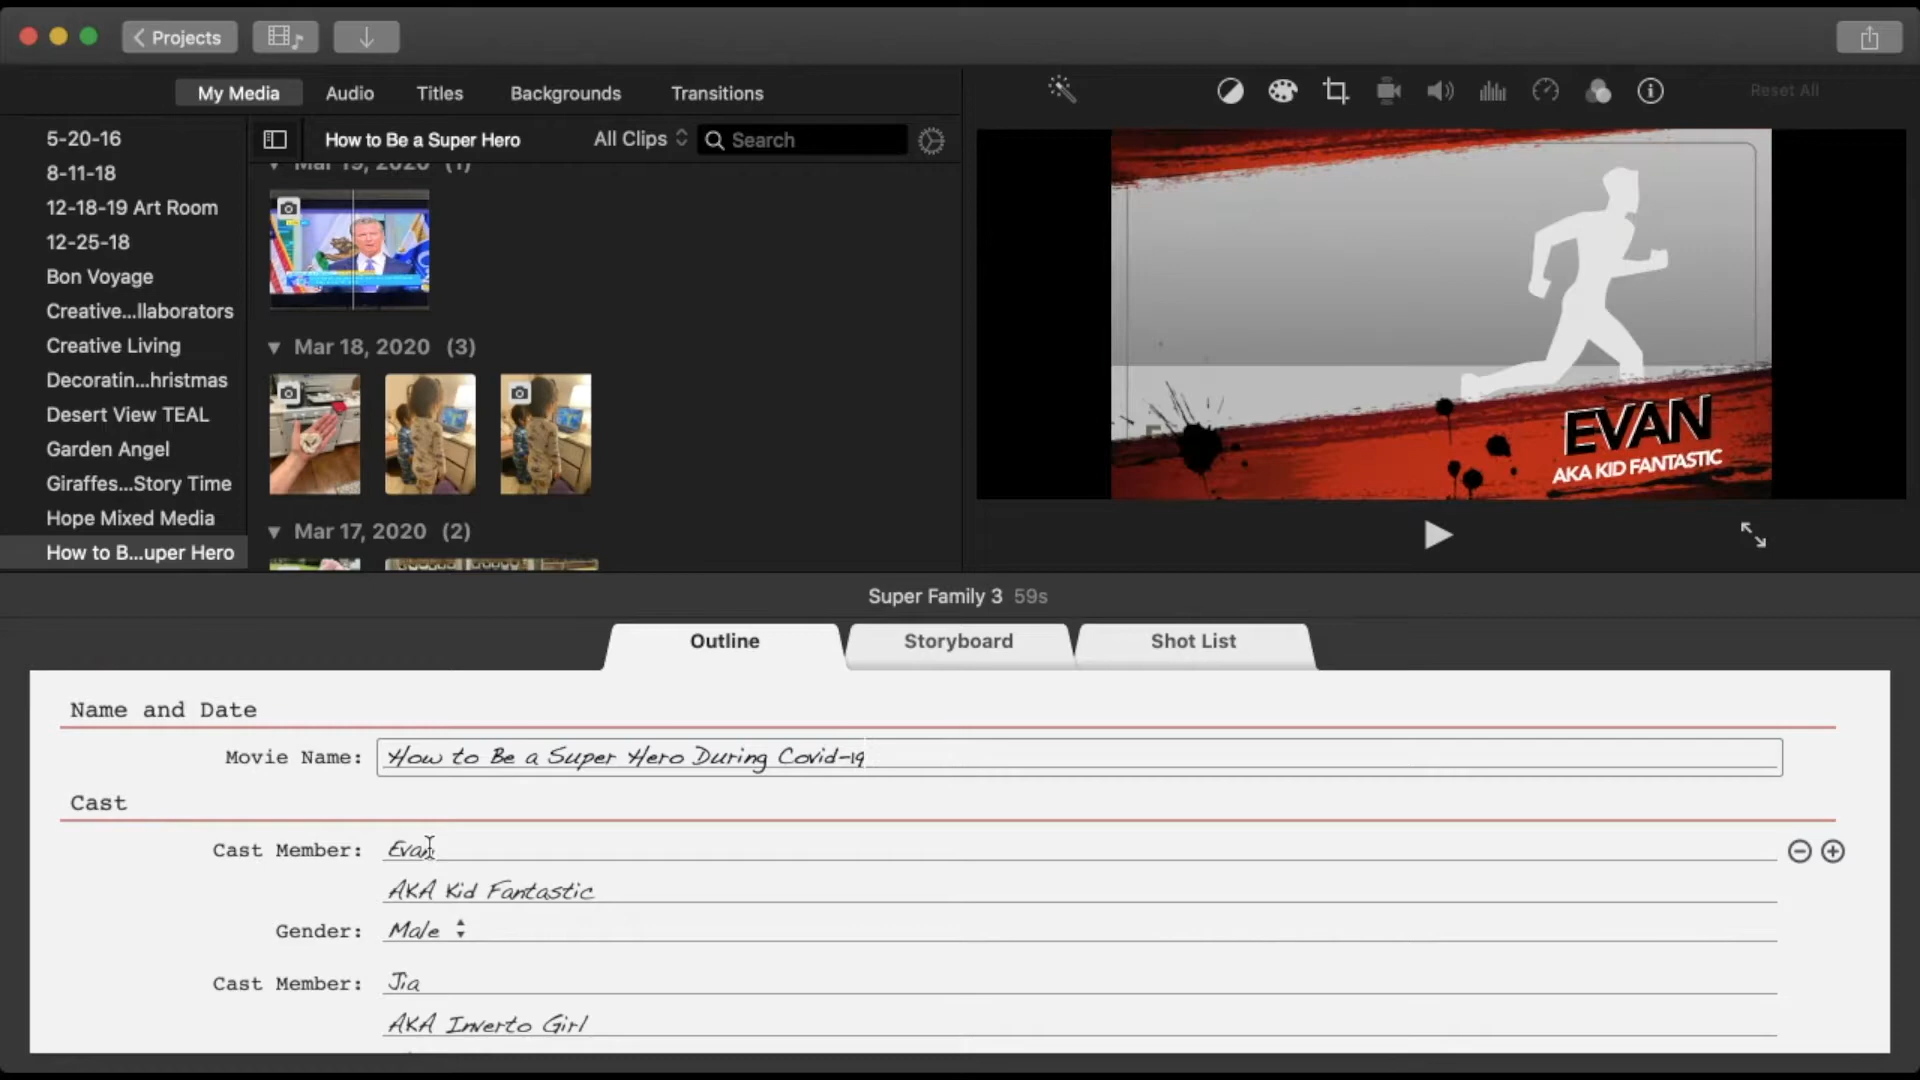 Projects
My Media
Audio
Titles
Backgrounds
Transitions
Reset All
5-20-16
8-11-18
12-18-19 Art Room
12-25-18
Bon Voyage
Creative...llaborators
Creative Living
Decoratin...hristmas
Desert View TEAL
Garden Angel
Giraffes...Story Time
Hope Mixed Media
How to B...uper Hero
How to Be a Super Hero
All Clips
Search
Mar 18, 2020 (3)
Mar 17, 2020 (2)
EVAN
AKA KID FANTASTIC
Super Family 3 59s
Outline
Storyboard
Shot List
Name and Date
Movie Name: How to Be a Super Hero During Covid-19
Cast
Cast Member: Evan
AKA Kid Fantastic
Gender: Male
Cast Member: Jia
AKA Inverto Girl